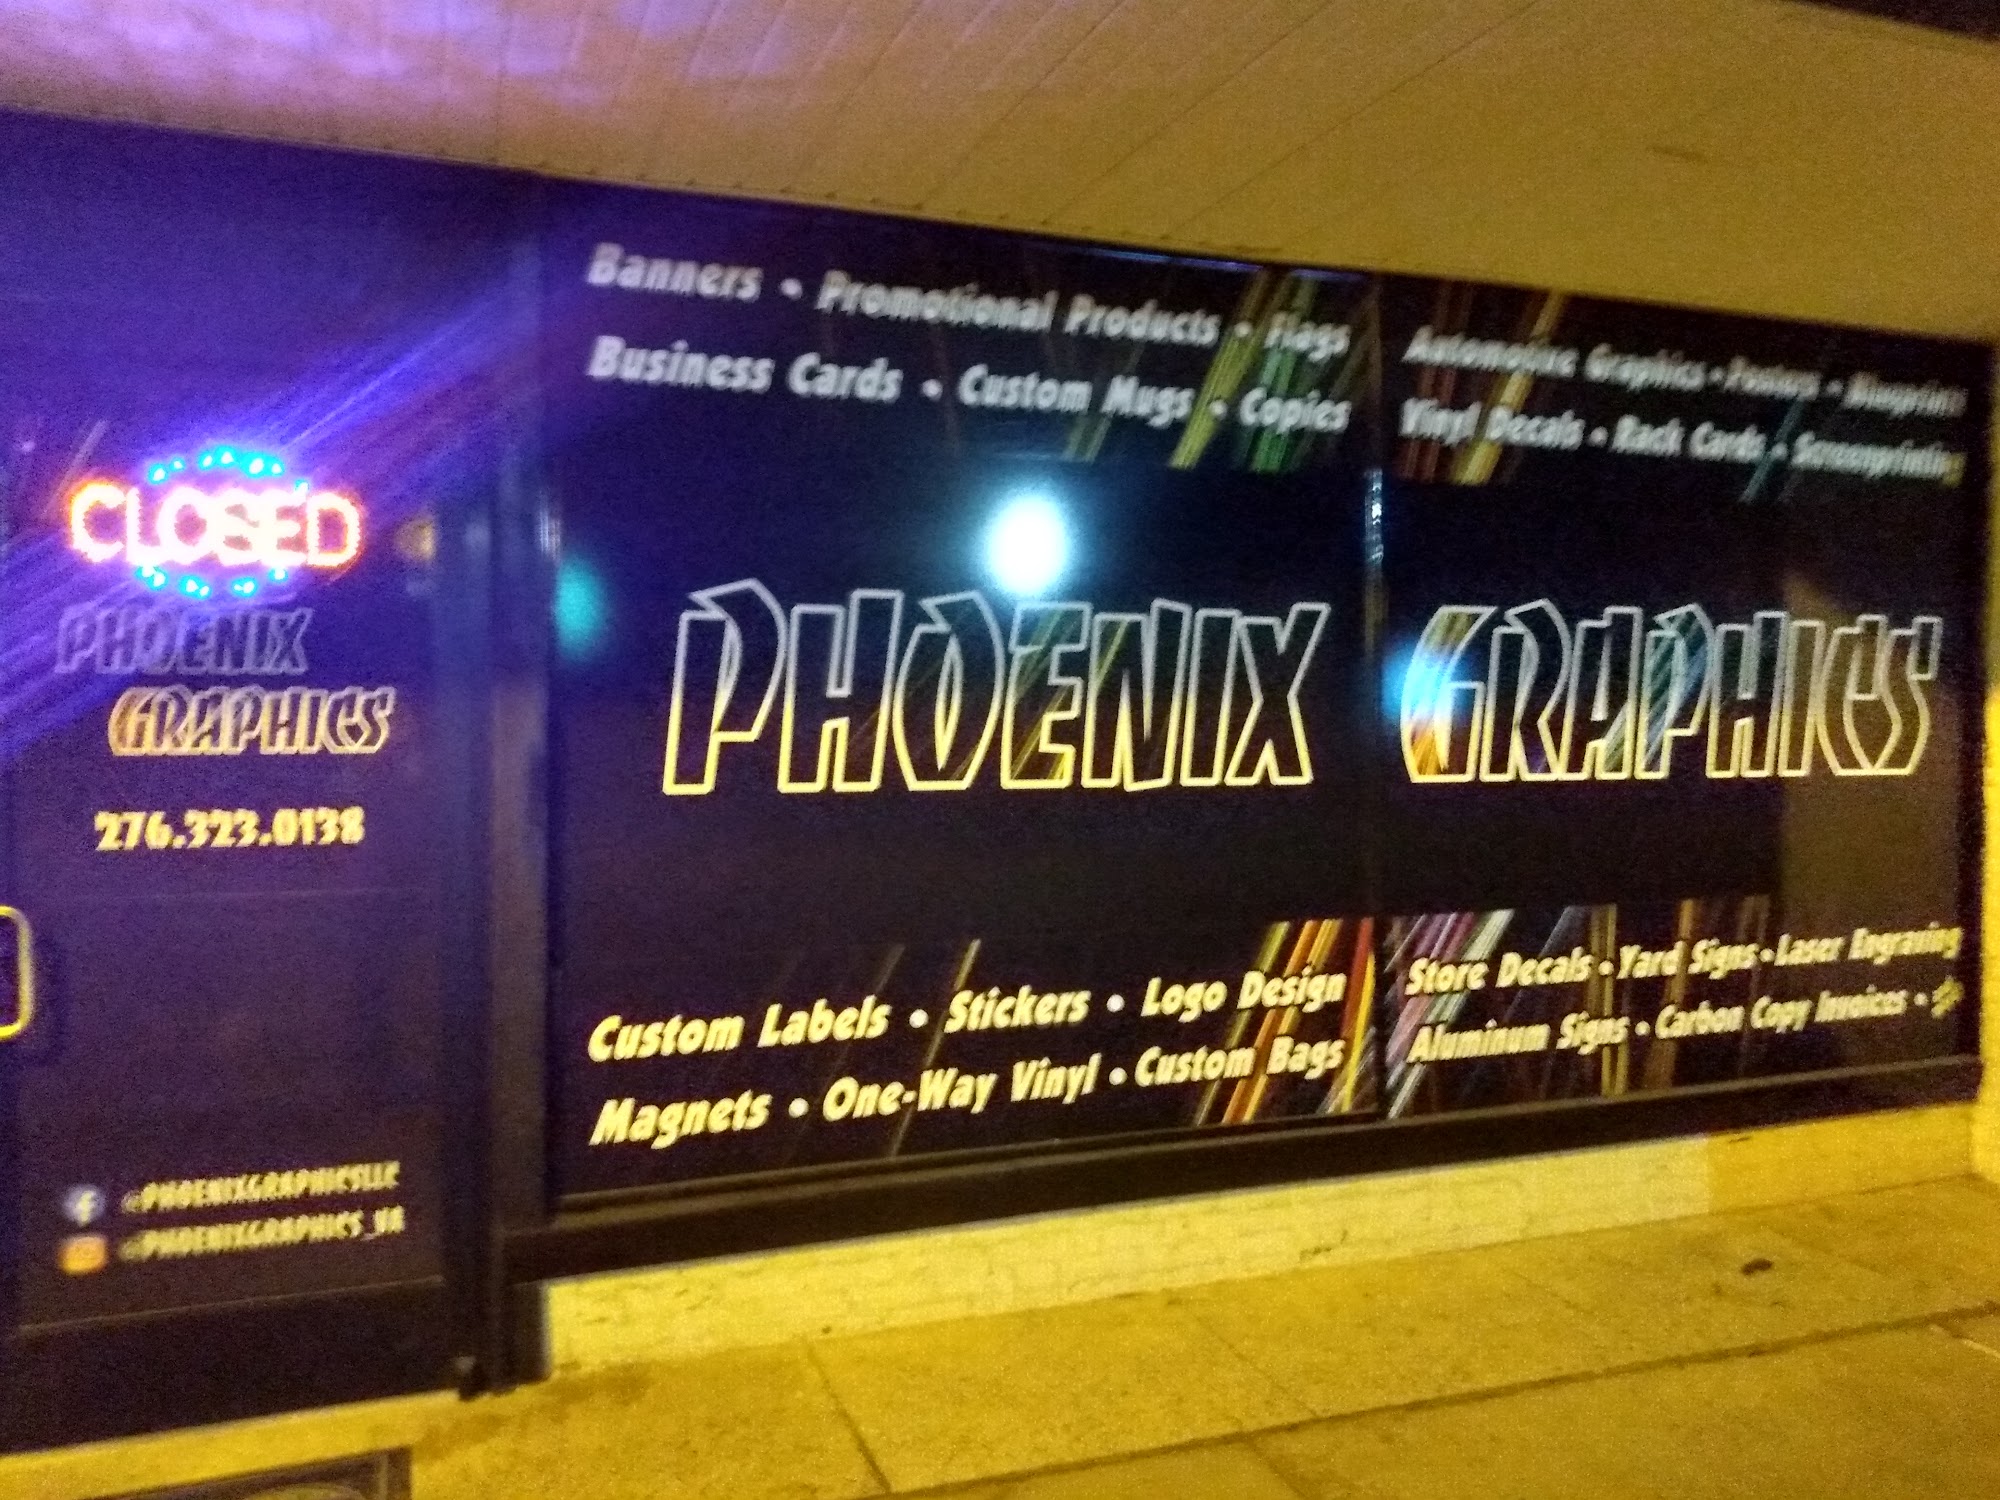 CLOSED
PHOENIX
GRAPHICS
276.323.0138
@PHOENIXGRAPHICSLLC
@PHOENIXGRAPHICS_VA
Banners • Promotional Products • Flags
Business Cards • Custom Mugs • Copies
Automotive Graphics • Posters • Blueprints
Vinyl Decals • Rack Cards • Screenprinting
PHOENIX GRAPHICS
Custom Labels • Stickers • Logo Design
Magnets • One-Way Vinyl • Custom Bags
Store Decals • Yard Signs • Laser Engraving
Aluminum Signs • Carbon Copy Invoices •